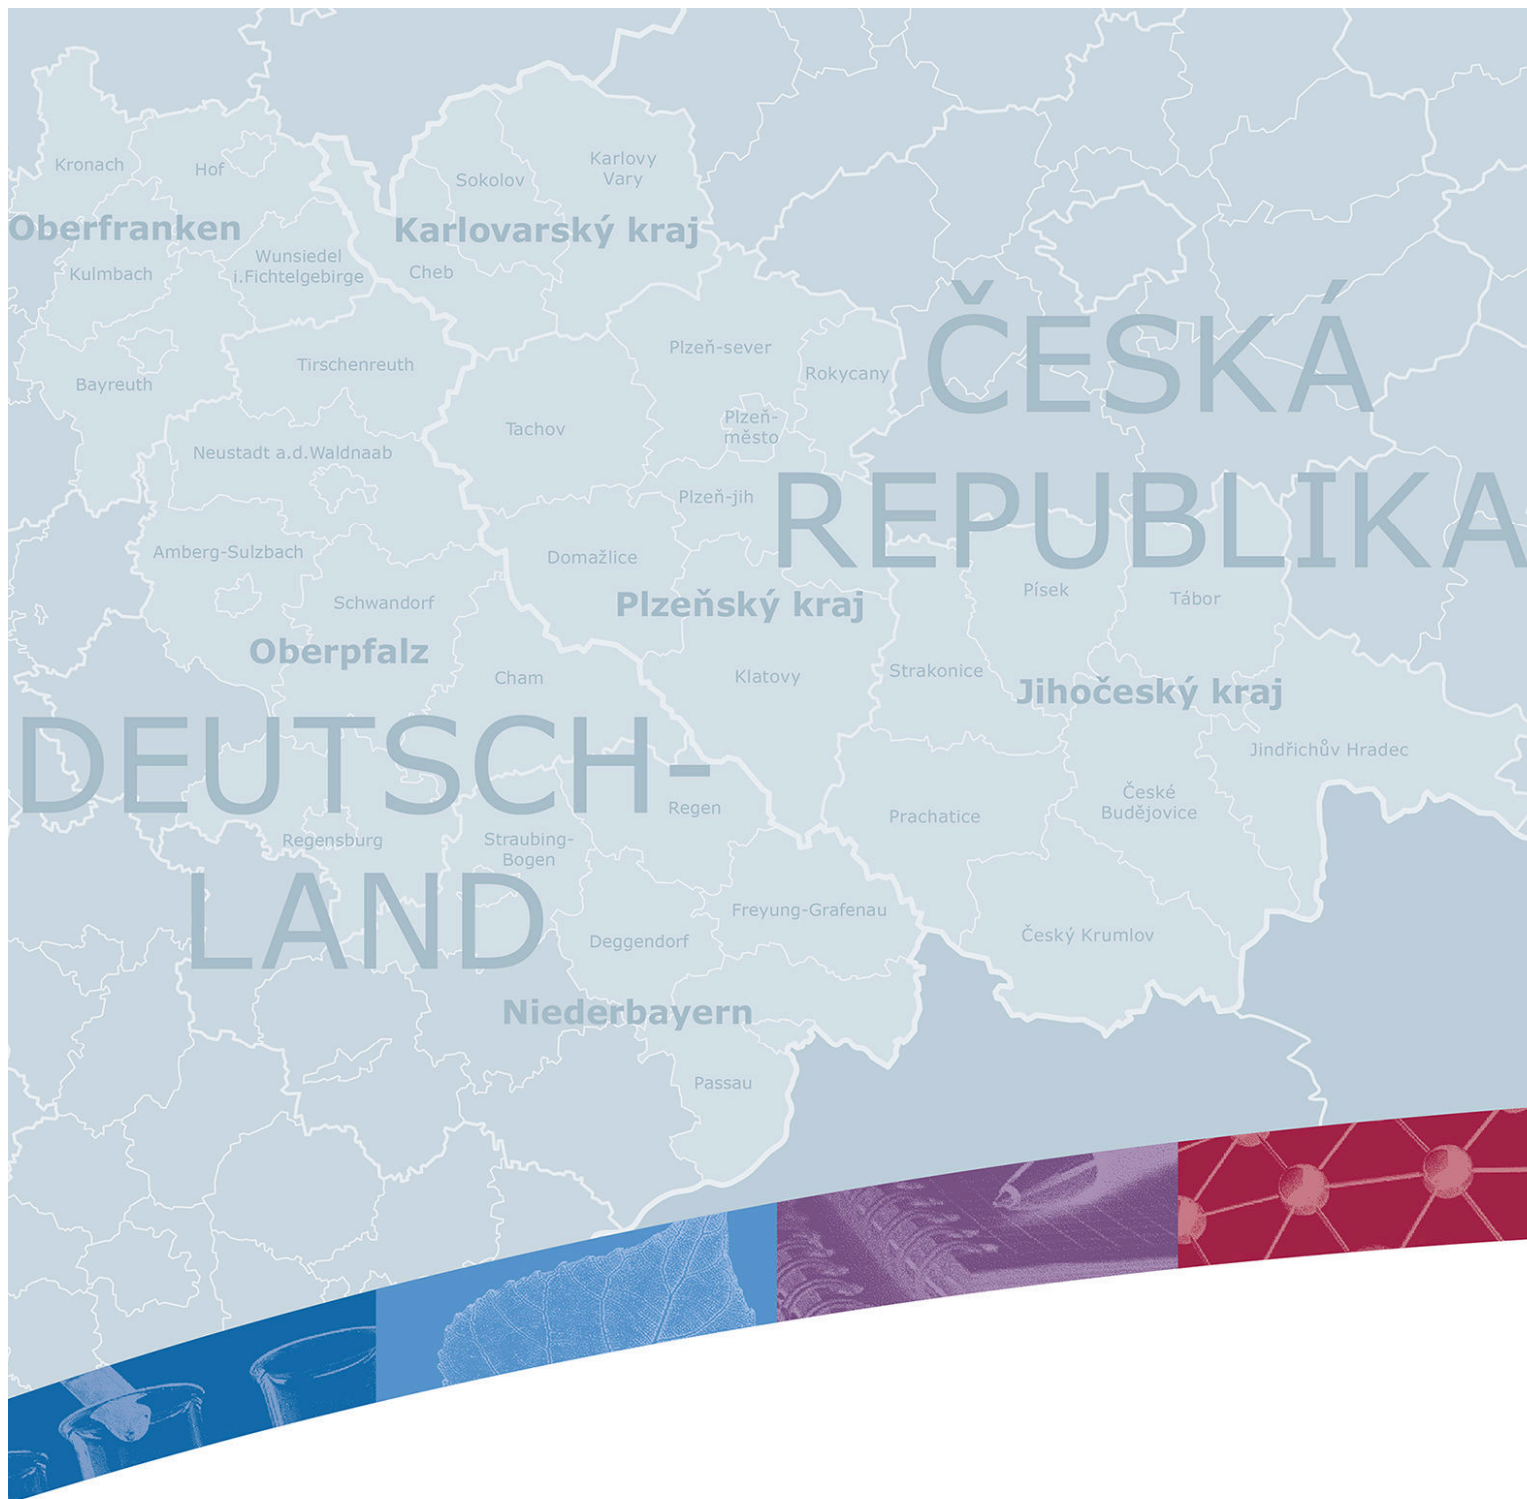 Kronach
Hof
Sokolov
Karlovy
Vary
Oberfranken
Karlovarský kraj
Kulmbach
Wunsiedel
i.Fichtelgebirge
Cheb
ČESKÁ
REPUBLIKA
Bayreuth
Tirschenreuth
Plzeň-sever
Rokycany
Tachov
Plzeň-
město
Neustadt a.d.Waldnaab
Plzeň-jih
Amberg-Sulzbach
Domažlice
Schwandorf
Plzeňský kraj
Písek
Tábor
Oberpfalz
Cham
Klatovy
Strakonice
Jihočeský kraj
DEUTSCH-
LAND
Jindřichův Hradec
Regen
České
Budějovice
Prachatice
Regensburg
Straubing-
Bogen
Freyung-Grafenau
Deggendorf
Český Krumlov
Niederbayern
Passau